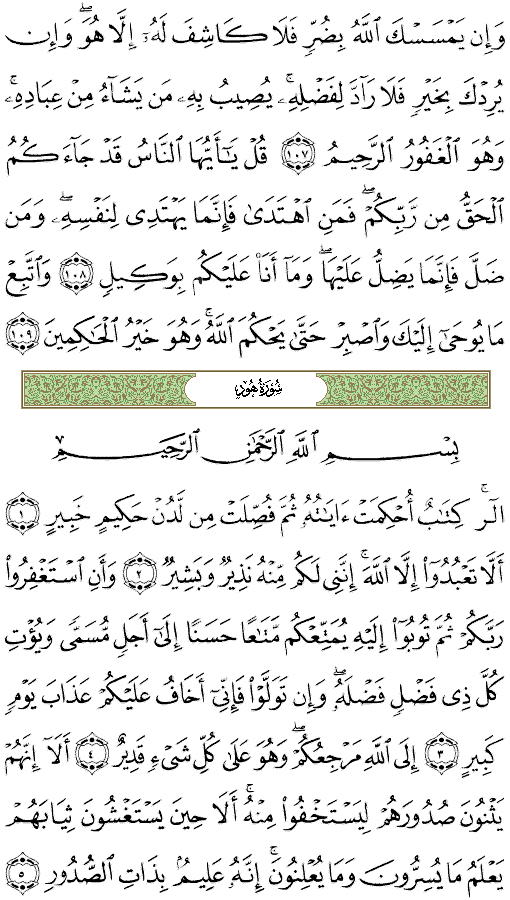 وَإِن يَمْسَسْكَ ٱللَّهُ بِضُرٍّ فَلَا كَاشِفَ لَهُۥٓ إِلَّا هُوَ ۖ وَإِن
يُرِدْكَ بِخَيْرٍ فَلَا رَآدَّ لِفَضْلِهِۦ ۚ يُصِيبُ بِهِۦ مَن يَشَآءُ مِنْ عِبَادِهِۦ ۚ
وَهُوَ ٱلْغَفُورُ ٱلرَّحِيمُ ١٠٧ قُلْ يَـٰٓأَيُّهَا ٱلنَّاسُ قَدْ جَآءَكُمُ
ٱلْحَقُّ مِن رَّبِّكُمْ ۖ فَمَنِ ٱهْتَدَىٰ فَإِنَّمَا يَهْتَدِى لِنَفْسِهِۦ ۖ وَمَن
ضَلَّ فَإِنَّمَا يَضِلُّ عَلَيْهَا ۖ وَمَآ أَنَا۠ عَلَيْكُم بِوَكِيلٍ ١٠٨ وَٱتَّبِعْ
مَا يُوحَىٰٓ إِلَيْكَ وَٱصْبِرْ حَتَّىٰ يَحْكُمَ ٱللَّهُ ۚ وَهُوَ خَيْرُ ٱلْحَـٰكِمِينَ ١٠٩
سُورَةُ هُودٍ
بِسْمِ ٱللَّهِ ٱلرَّحْمَـٰنِ ٱلرَّحِيمِ
الٓر ۚ كِتَـٰبٌ أُحْكِمَتْ ءَايَـٰتُهُۥ ثُمَّ فُصِّلَتْ مِن لَّدُنْ حَكِيمٍ خَبِيرٍ ١
أَلَّا تَعْبُدُوٓا۟ إِلَّا ٱللَّهَ ۚ إِنَّنِى لَكُم مِّنْهُ نَذِيرٌ وَبَشِيرٌ ٢ وَأَنِ ٱسْتَغْفِرُوا۟
رَبَّكُمْ ثُمَّ تُوبُوٓا۟ إِلَيْهِ يُمَتِّعْكُم مَّتَـٰعًا حَسَنًا إِلَىٰٓ أَجَلٍ مُّسَمًّى وَيُؤْتِ
كُلَّ ذِى فَضْلٍ فَضْلَهُۥ ۖ وَإِن تَوَلَّوْا۟ فَإِنِّىٓ أَخَافُ عَلَيْكُمْ عَذَابَ يَوْمٍ
كَبِيرٍ ٣ إِلَى ٱللَّهِ مَرْجِعُكُمْ ۖ وَهُوَ عَلَىٰ كُلِّ شَىْءٍ قَدِيرٌ ٤ أَلَآ إِنَّهُمْ
يَثْنُونَ صُدُورَهُمْ لِيَسْتَخْفُوا۟ مِنْهُ ۚ أَلَا حِينَ يَسْتَغْشُونَ ثِيَابَهُمْ
يَعْلَمُ مَا يُسِرُّونَ وَمَا يُعْلِنُونَ ۚ إِنَّهُۥ عَلِيمٌۢ بِذَاتِ ٱلصُّدُورِ ٥